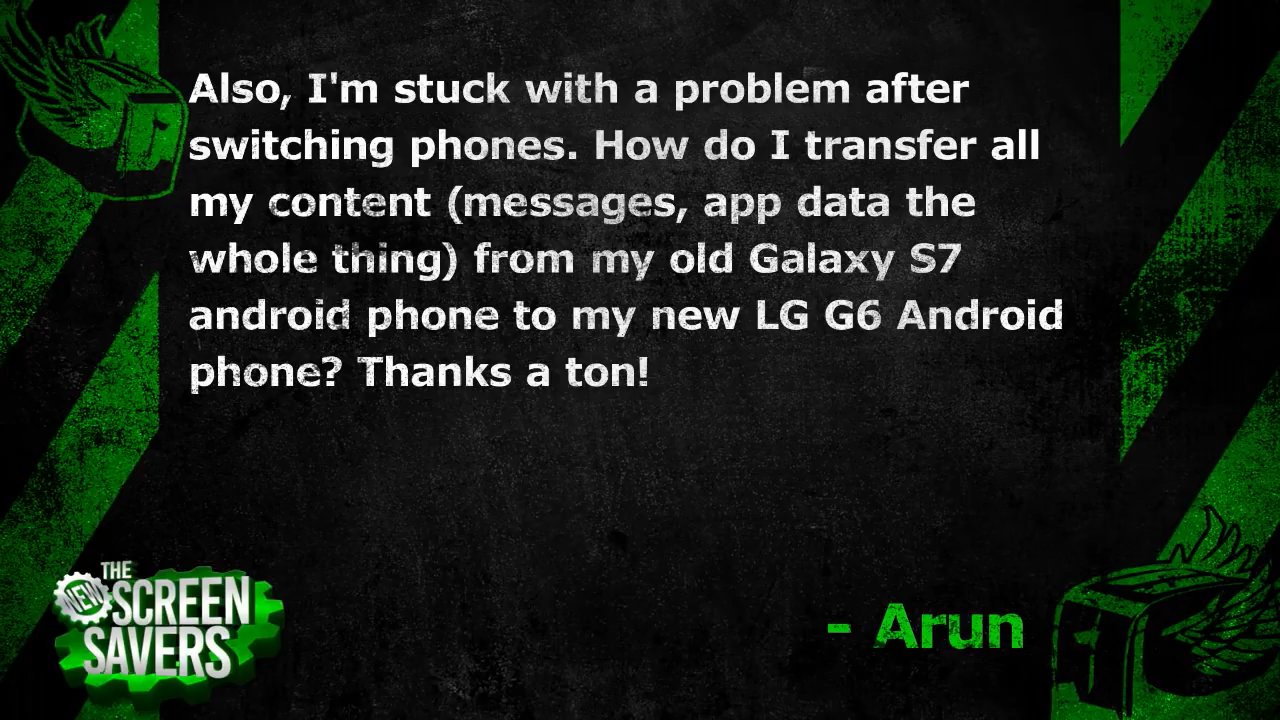 Also, I'm stuck with a problem after
switching phones. How do I transfer all
my content (messages, app data the
whole thing) from my old Galaxy S7
android phone to my new LG G6 Android
phone? Thanks a ton!
- Arun
THE
NEW SCREEN
SAVERS